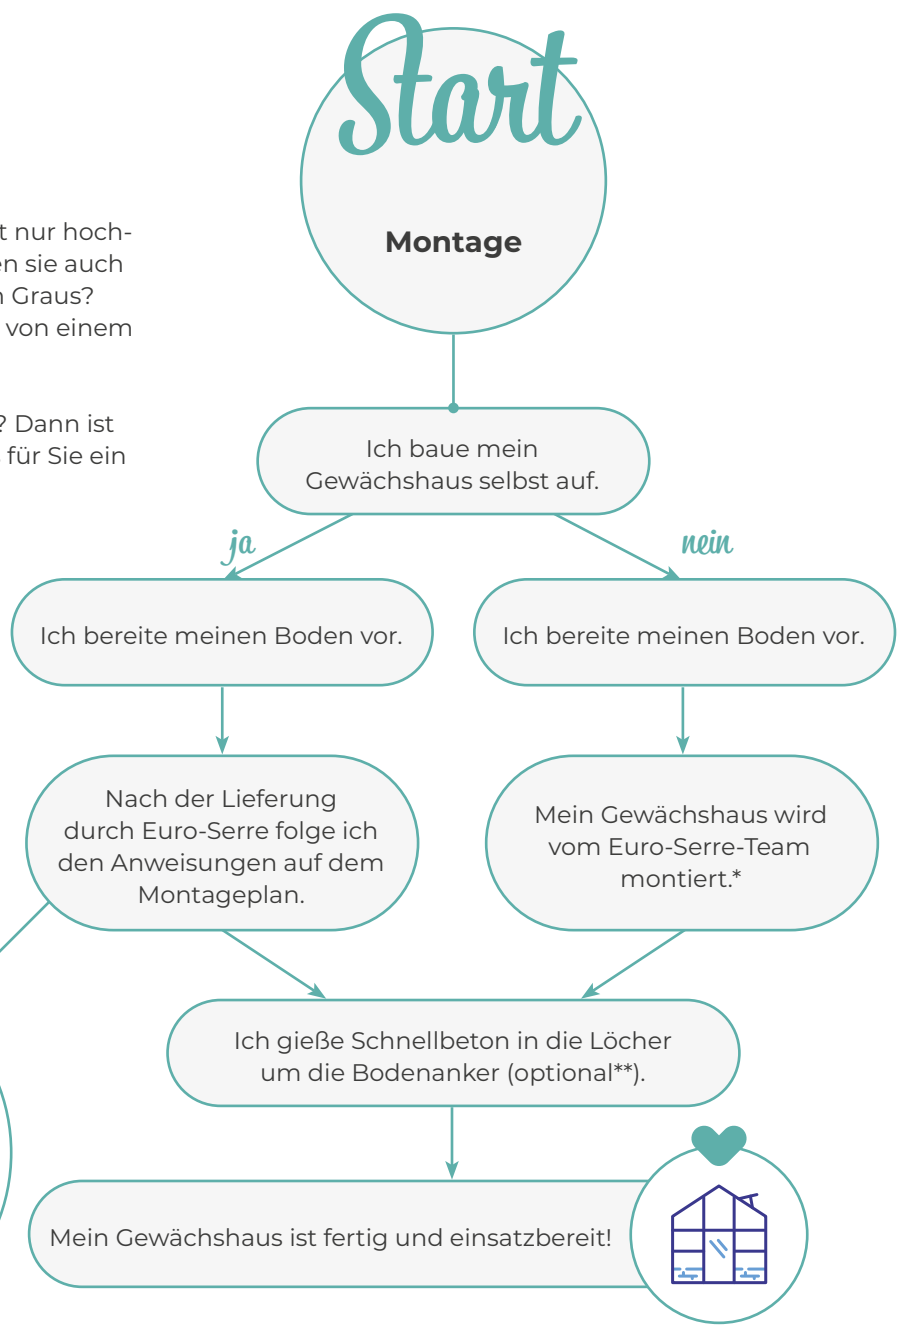 Start
Montage
t nur hoch-
en sie auch
n Graus?
von einem
? Dann ist
für Sie ein
Ich baue mein
Gewächshaus selbst auf.
ja
nein
Ich bereite meinen Boden vor.
Ich bereite meinen Boden vor.
Nach der Lieferung
durch Euro-Serre folge ich
den Anweisungen auf dem
Montageplan.
Mein Gewächshaus wird
vom Euro-Serre-Team
montiert.*
Ich gieße Schnellbeton in die Löcher
um die Bodenanker (optional**).
Mein Gewächshaus ist fertig und einsatzbereit!